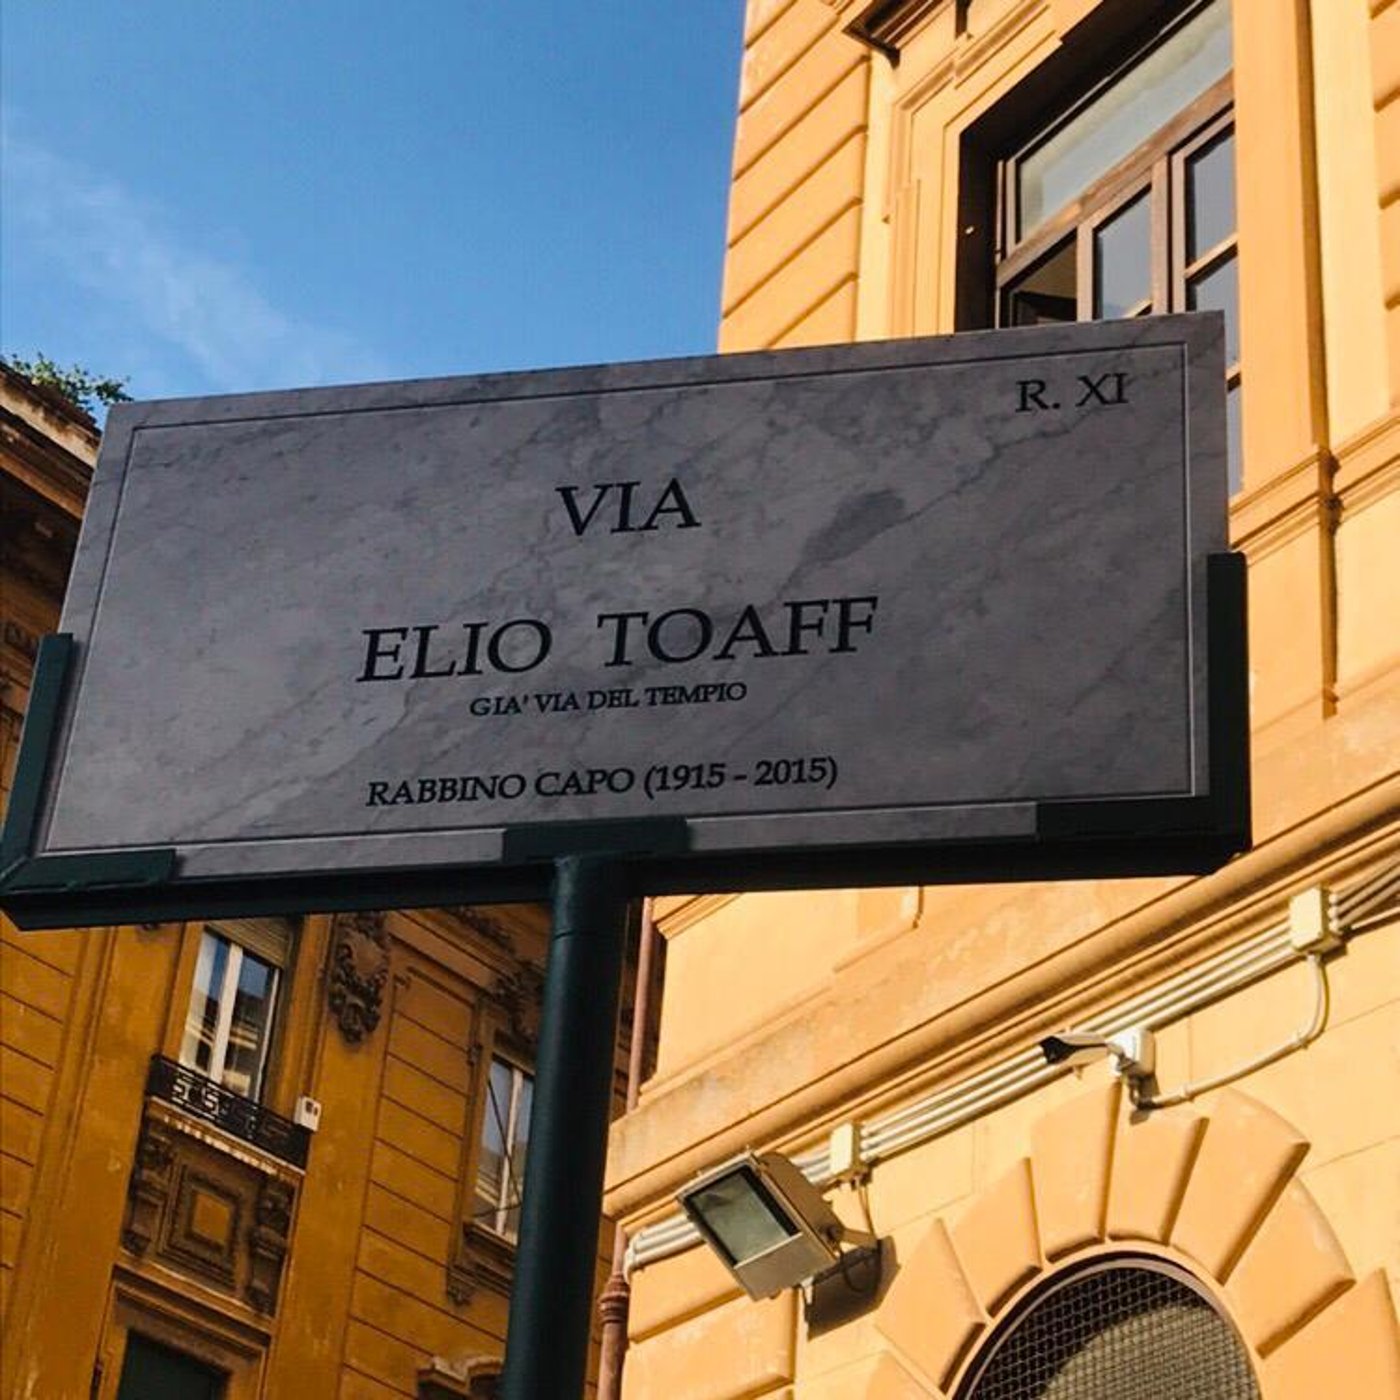 R. XI
VIA
ELIO TOAFF
GIA' VIA DEL TEMPIO
RABBINO CAPO (1915 - 2015)